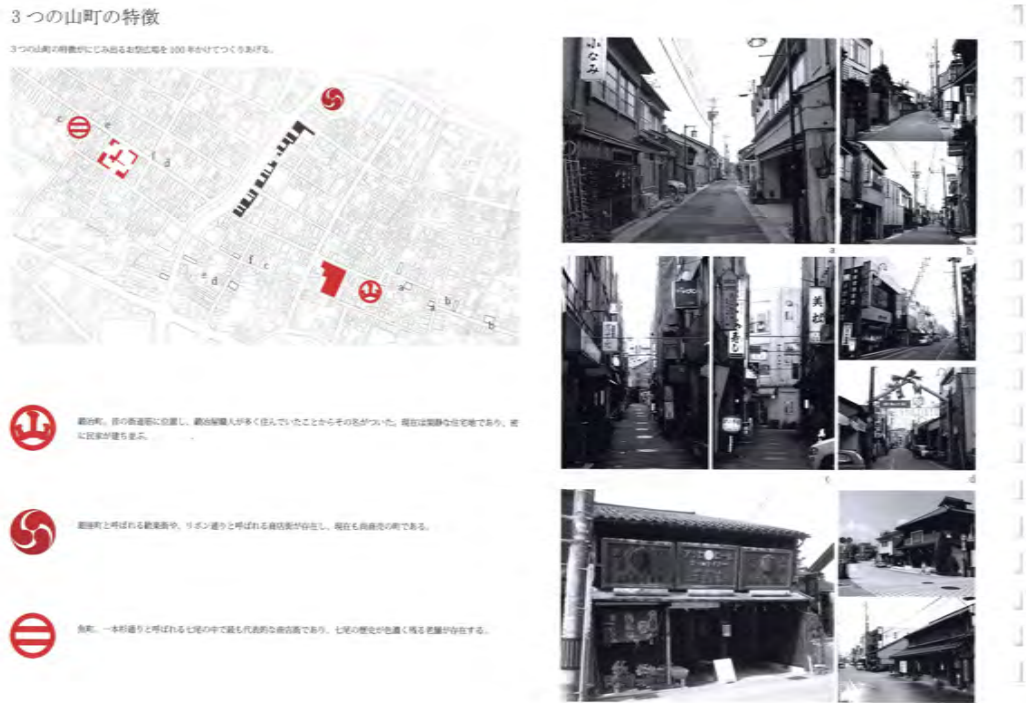 3つの山町の特徴
3つの山町の特徴がにじみ出るお祭広場を100年かけてつくりあげる。
c
e
f
d
f
c
e
d
a
a
b
b
鍛冶町。昔の街道筋に位置し、鍛冶屋職人が多く住んでいたことからその名がついた。現在は閑静な住宅地であり、密
に民家が建ち並ぶ。
銀座町と呼ばれる歓楽街や、リボン通りと呼ばれる商店街が存在し、現在も尚商売の町である。
魚町。一本杉通りと呼ばれる七尾の中で最も代表的な商店街であり、七尾の歴史が色濃く残る老舗が存在する。
小なみ
a
b
美松
寿し
c
d